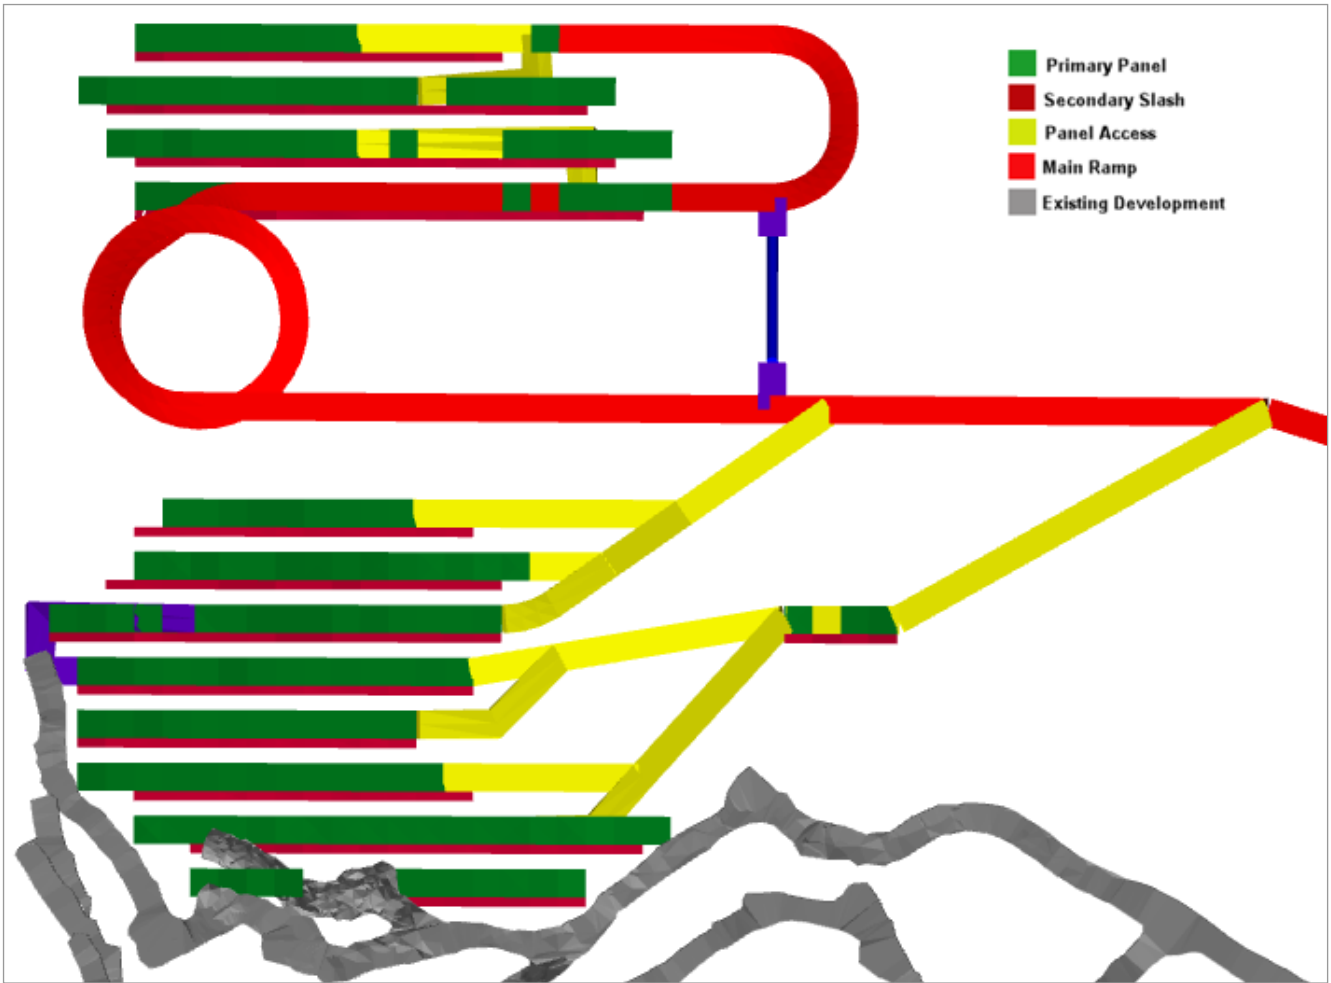 Primary Panel
Secondary Slash
Panel Access
Main Ramp
Existing Development